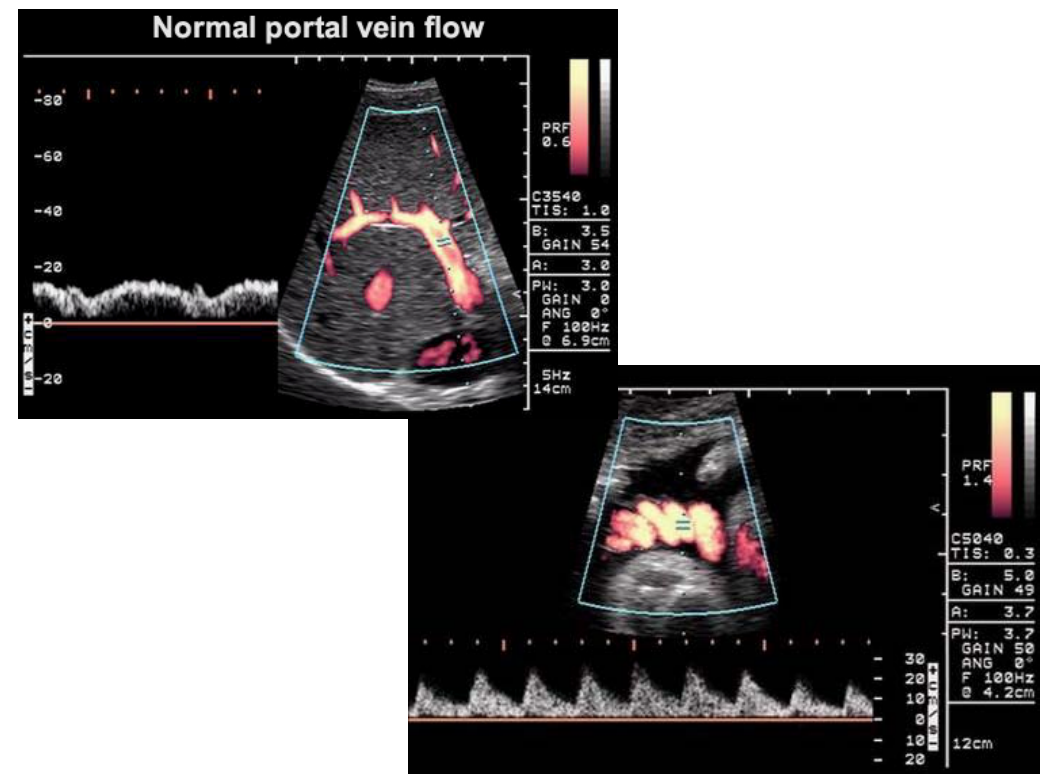 Normal portal vein flow
-80
-60
-40
-20
-0
-20
+cm/s-
PRF
0.6
C3540
TIS: 1.0
B: 3.5
GAIN 54
A: 3.0
PW: 3.0
GAIN 0
ANG 0°
F 100Hz
@ 6.9cm
5Hz
14cm
PRF
1.4
C5040
TIS: 0.3
B: 5.0
GAIN 49
A: 3.7
PW: 3.7
GAIN 50
ANG 0°
F 100Hz
@ 4.2cm
12cm
- 30
- 20
- 10
- 0
- 10
- 20
+cm/s-